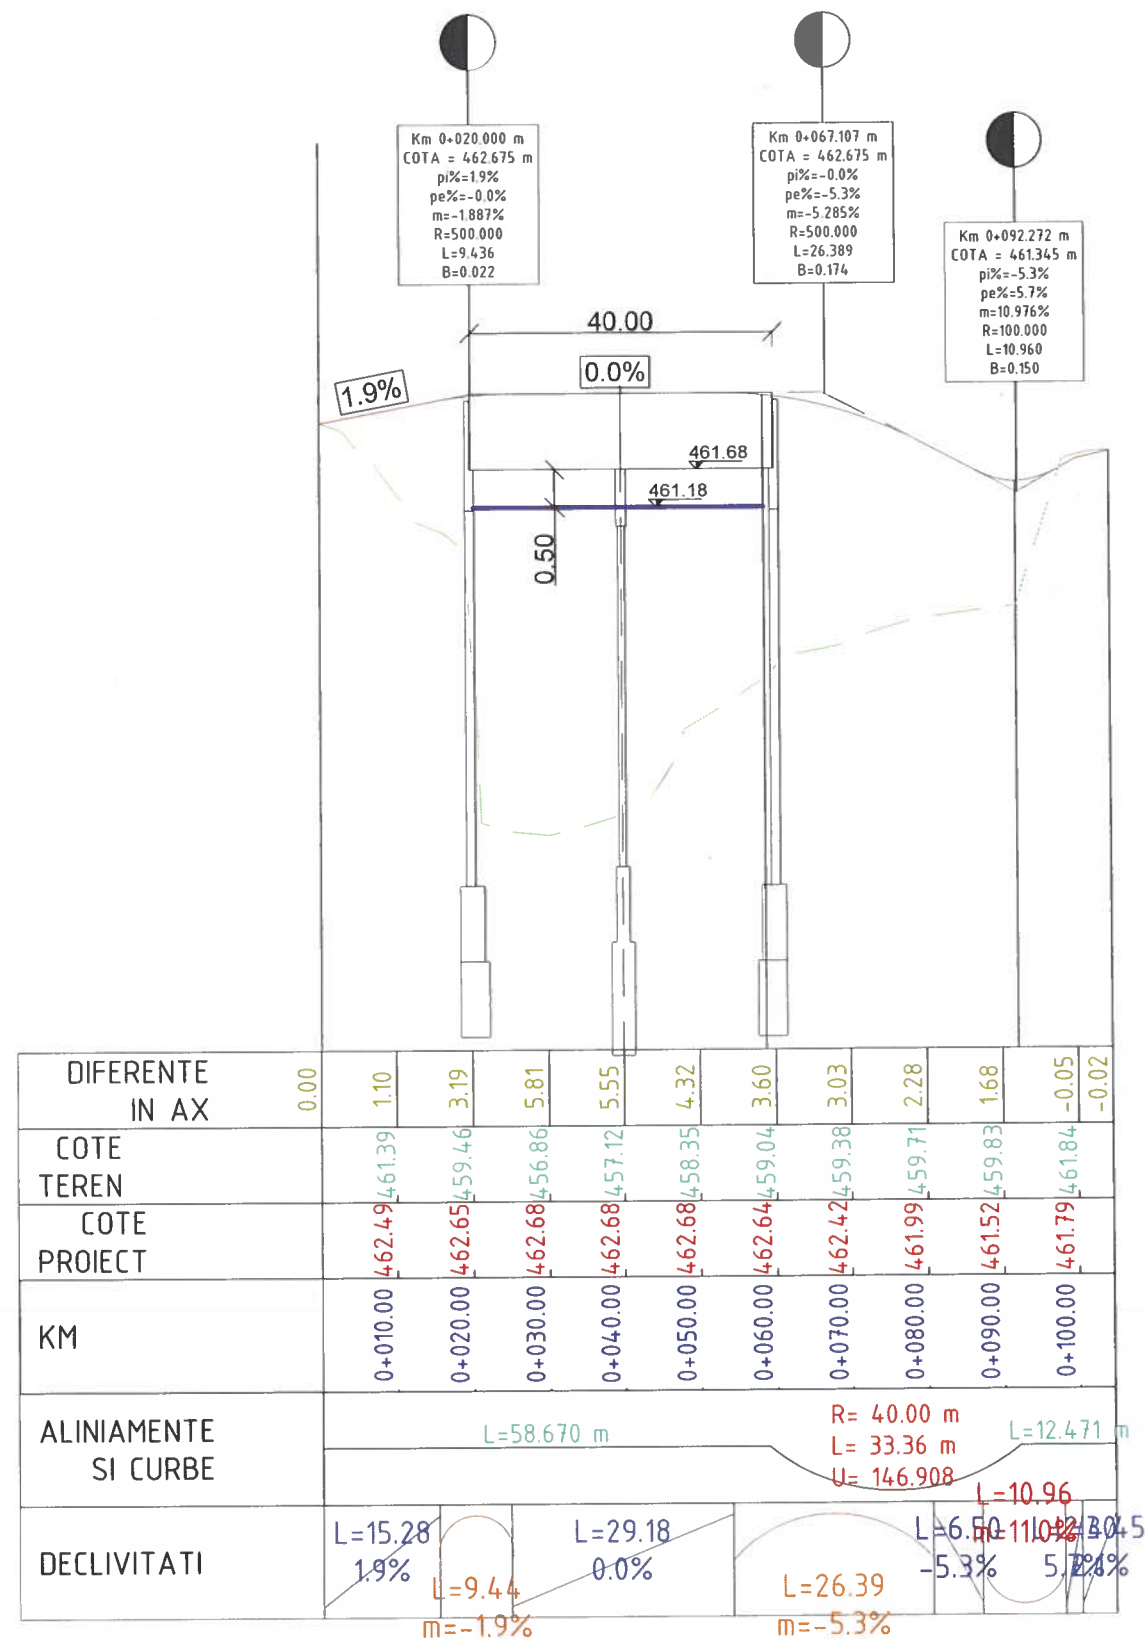 Km 0+020.000 m
COTA = 462.675 m
pi%=1.9%
pe%=-0.0%
m=-1.887%
R=500.000
L=9.436
B=0.022
Km 0+067.107 m
COTA = 462.675 m
pi%=-0.0%
pe%=-5.3%
m=-5.285%
R=500.000
L=26.389
B=0.174
Km 0+092.272 m
COTA = 461.345 m
pi%=-5.3%
pe%=5.7%
m=10.976%
R=100.000
L=10.960
B=0.150
40.00
1.9%
0.0%
461.68
461.18
0.50
DIFERENTE
IN AX
0.00
1.10
3.19
5.81
5.55
4.32
3.60
3.03
2.28
1.68
-0.05
-0.02
COTE
TEREN
461.39
459.46
456.86
457.12
458.35
459.04
459.38
459.71
459.83
461.84
COTE
PROIECT
462.49
462.65
462.68
462.68
462.68
462.64
462.42
461.99
461.52
461.79
KM
0+010.00
0+020.00
0+030.00
0+040.00
0+050.00
0+060.00
0+070.00
0+080.00
0+090.00
0+100.00
ALINIAMENTE
SI CURBE
L=58.670 m
R= 40.00 m
L= 33.36 m
U= 146.908
L=12.471 m
DECLIVITATI
L=15.28
1.9%
L=9.44
m=-1.9%
L=29.18
0.0%
L=26.39
m=-5.3%
L=6.50
-5.3%
L=10.96
m=11.0%